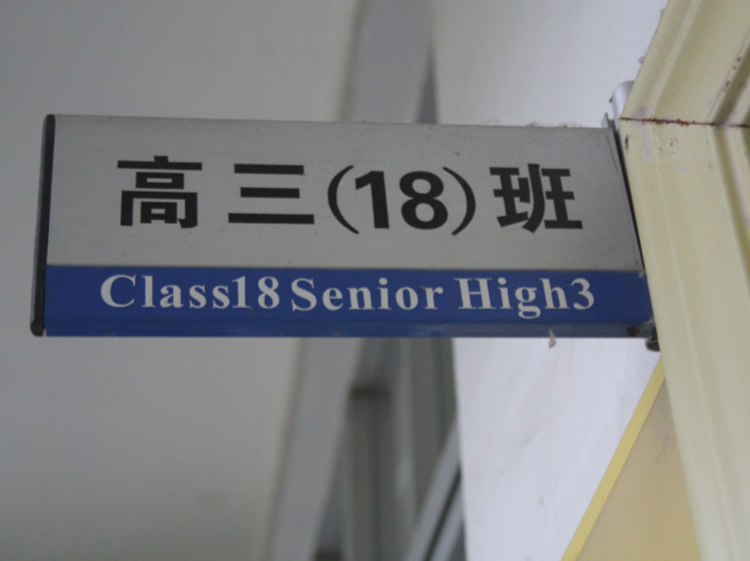 高三(18)班
Class18 Senior High3